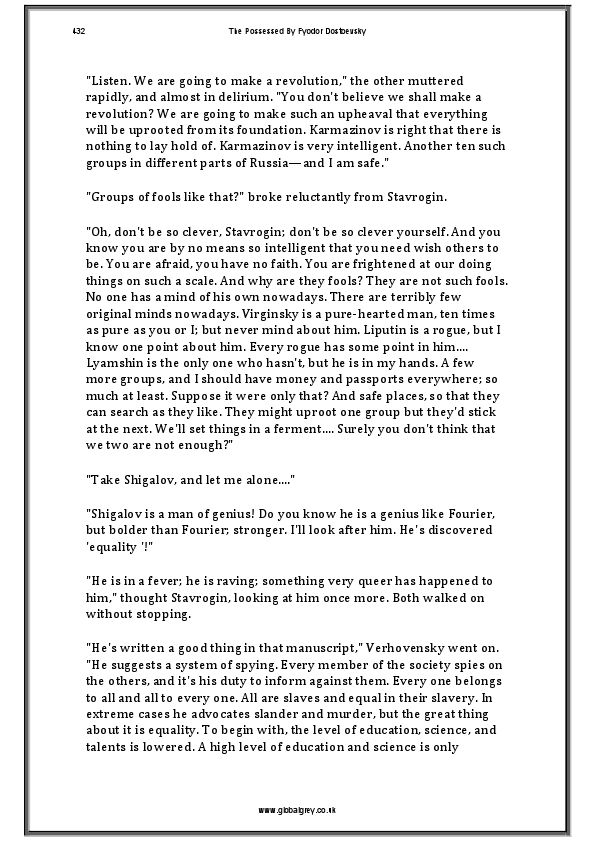 432
The Possessed By Fyodor Dostoevsky
"Listen. We are going to make a revolution," the other muttered
rapidly, and almost in delirium. "You don't believe we shall make a
revolution? We are going to make such an upheaval that everything
will be uprooted from its foundation. Karmazinov is right that there is
nothing to lay hold of. Karmazinov is very intelligent. Another ten such
groups in different parts of Russia—and I am safe."
"Groups of fools like that?" broke reluctantly from Stavrogin.
"Oh, don't be so clever, Stavrogin; don't be so clever yourself. And you
know you are by no means so intelligent that you need wish others to
be. You are afraid, you have no faith. You are frightened at our doing
things on such a scale. And why are they fools? They are not such fools.
No one has a mind of his own nowadays. There are terribly few
original minds nowadays. Virginsky is a pure-hearted man, ten times
as pure as you or I; but never mind about him. Liputin is a rogue, but I
know one point about him. Every rogue has some point in him....
Lyamshin is the only one who hasn't, but he is in my hands. A few
more groups, and I should have money and passports everywhere; so
much at least. Suppose it were only that? And safe places, so that they
can search as they like. They might uproot one group but they'd stick
at the next. We'll set things in a ferment.... Surely you don't think that
we two are not enough?"
"Take Shigalov, and let me alone...."
"Shigalov is a man of genius! Do you know he is a genius like Fourier,
but bolder than Fourier; stronger. I'll look after him. He's discovered
'equality '!"
"He is in a fever; he is raving; something very queer has happened to
him," thought Stavrogin, looking at him once more. Both walked on
without stopping.
"He's written a good thing in that manuscript," Verhovensky went on.
"He suggests a system of spying. Every member of the society spies on
the others, and it's his duty to inform against them. Every one belongs
to all and all to every one. All are slaves and equal in their slavery. In
extreme cases he advocates slander and murder, but the great thing
about it is equality. To begin with, the level of education, science, and
talents is lowered. A high level of education and science is only
www.globalgrey.co.uk